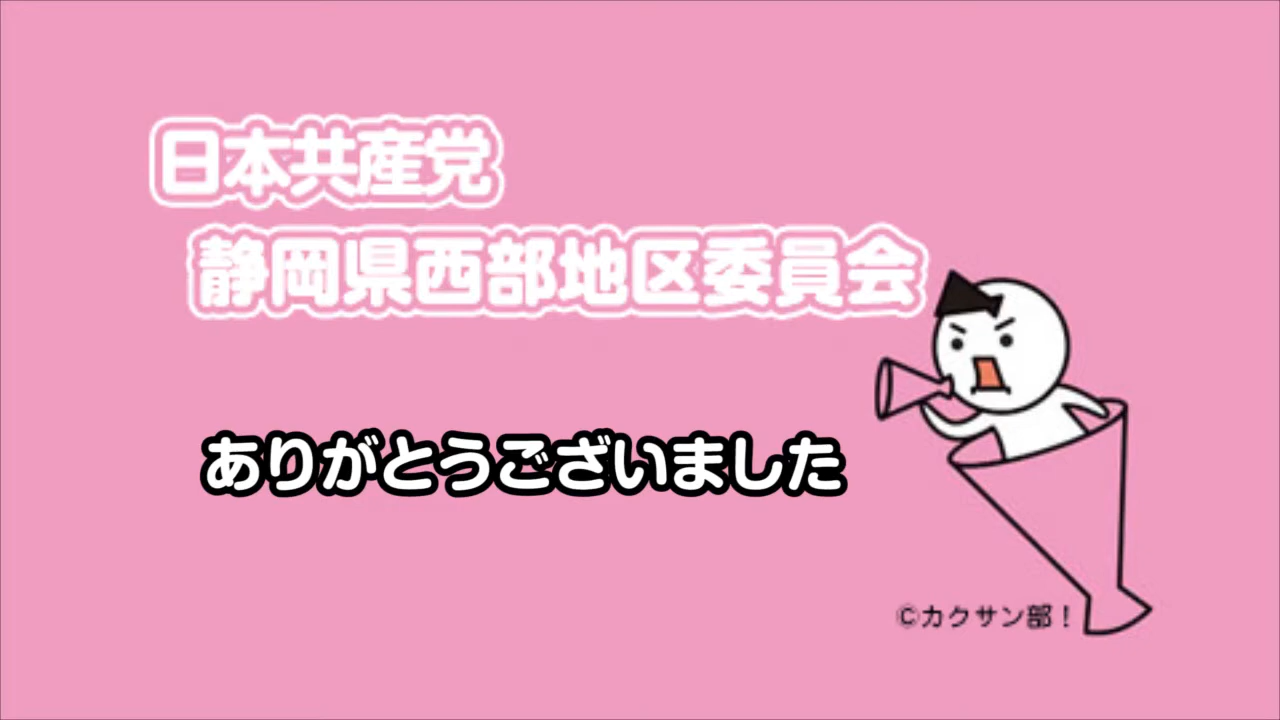 日本共産党
静岡県西部地区委員会
ありがとうございました
©カクサン部！